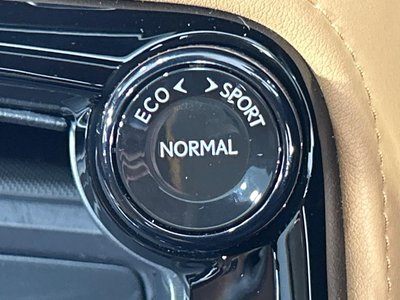 ECO < > SPORT
NORMAL